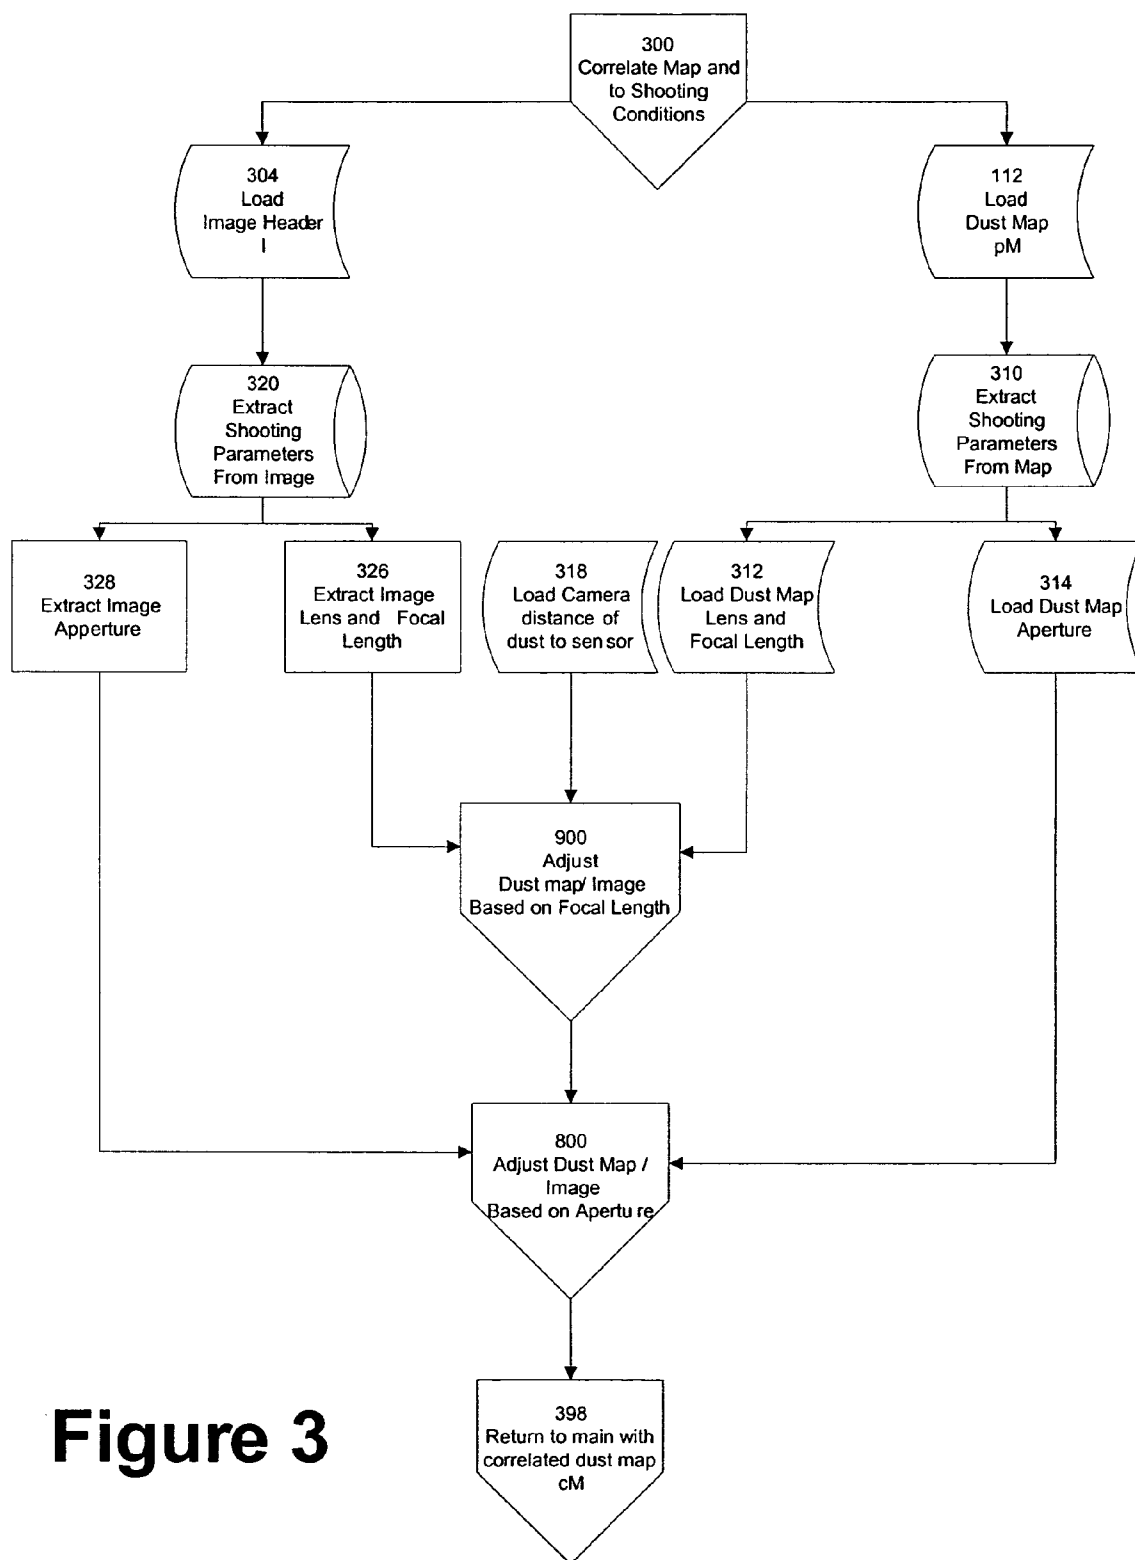 300
Correlate Map and
to Shooting
Conditions
304
Load
Image Header
I
112
Load
Dust Map
pM
320
Extract
Shooting
Parameters
From Image
310
Extract
Shooting
Parameters
From Map
328
Extract Image
Apperture
326
Extract Image
Lens and Focal
Length
318
Load Camera
distance of
dust to sensor
312
Load Dust Map
Lens and
Focal Length
314
Load Dust Map
Aperture
900
Adjust
Dust map/ Image
Based on Focal Length
800
Adjust Dust Map /
Image
Based on Aperture
398
Return to main with
correlated dust map
cM
Figure 3